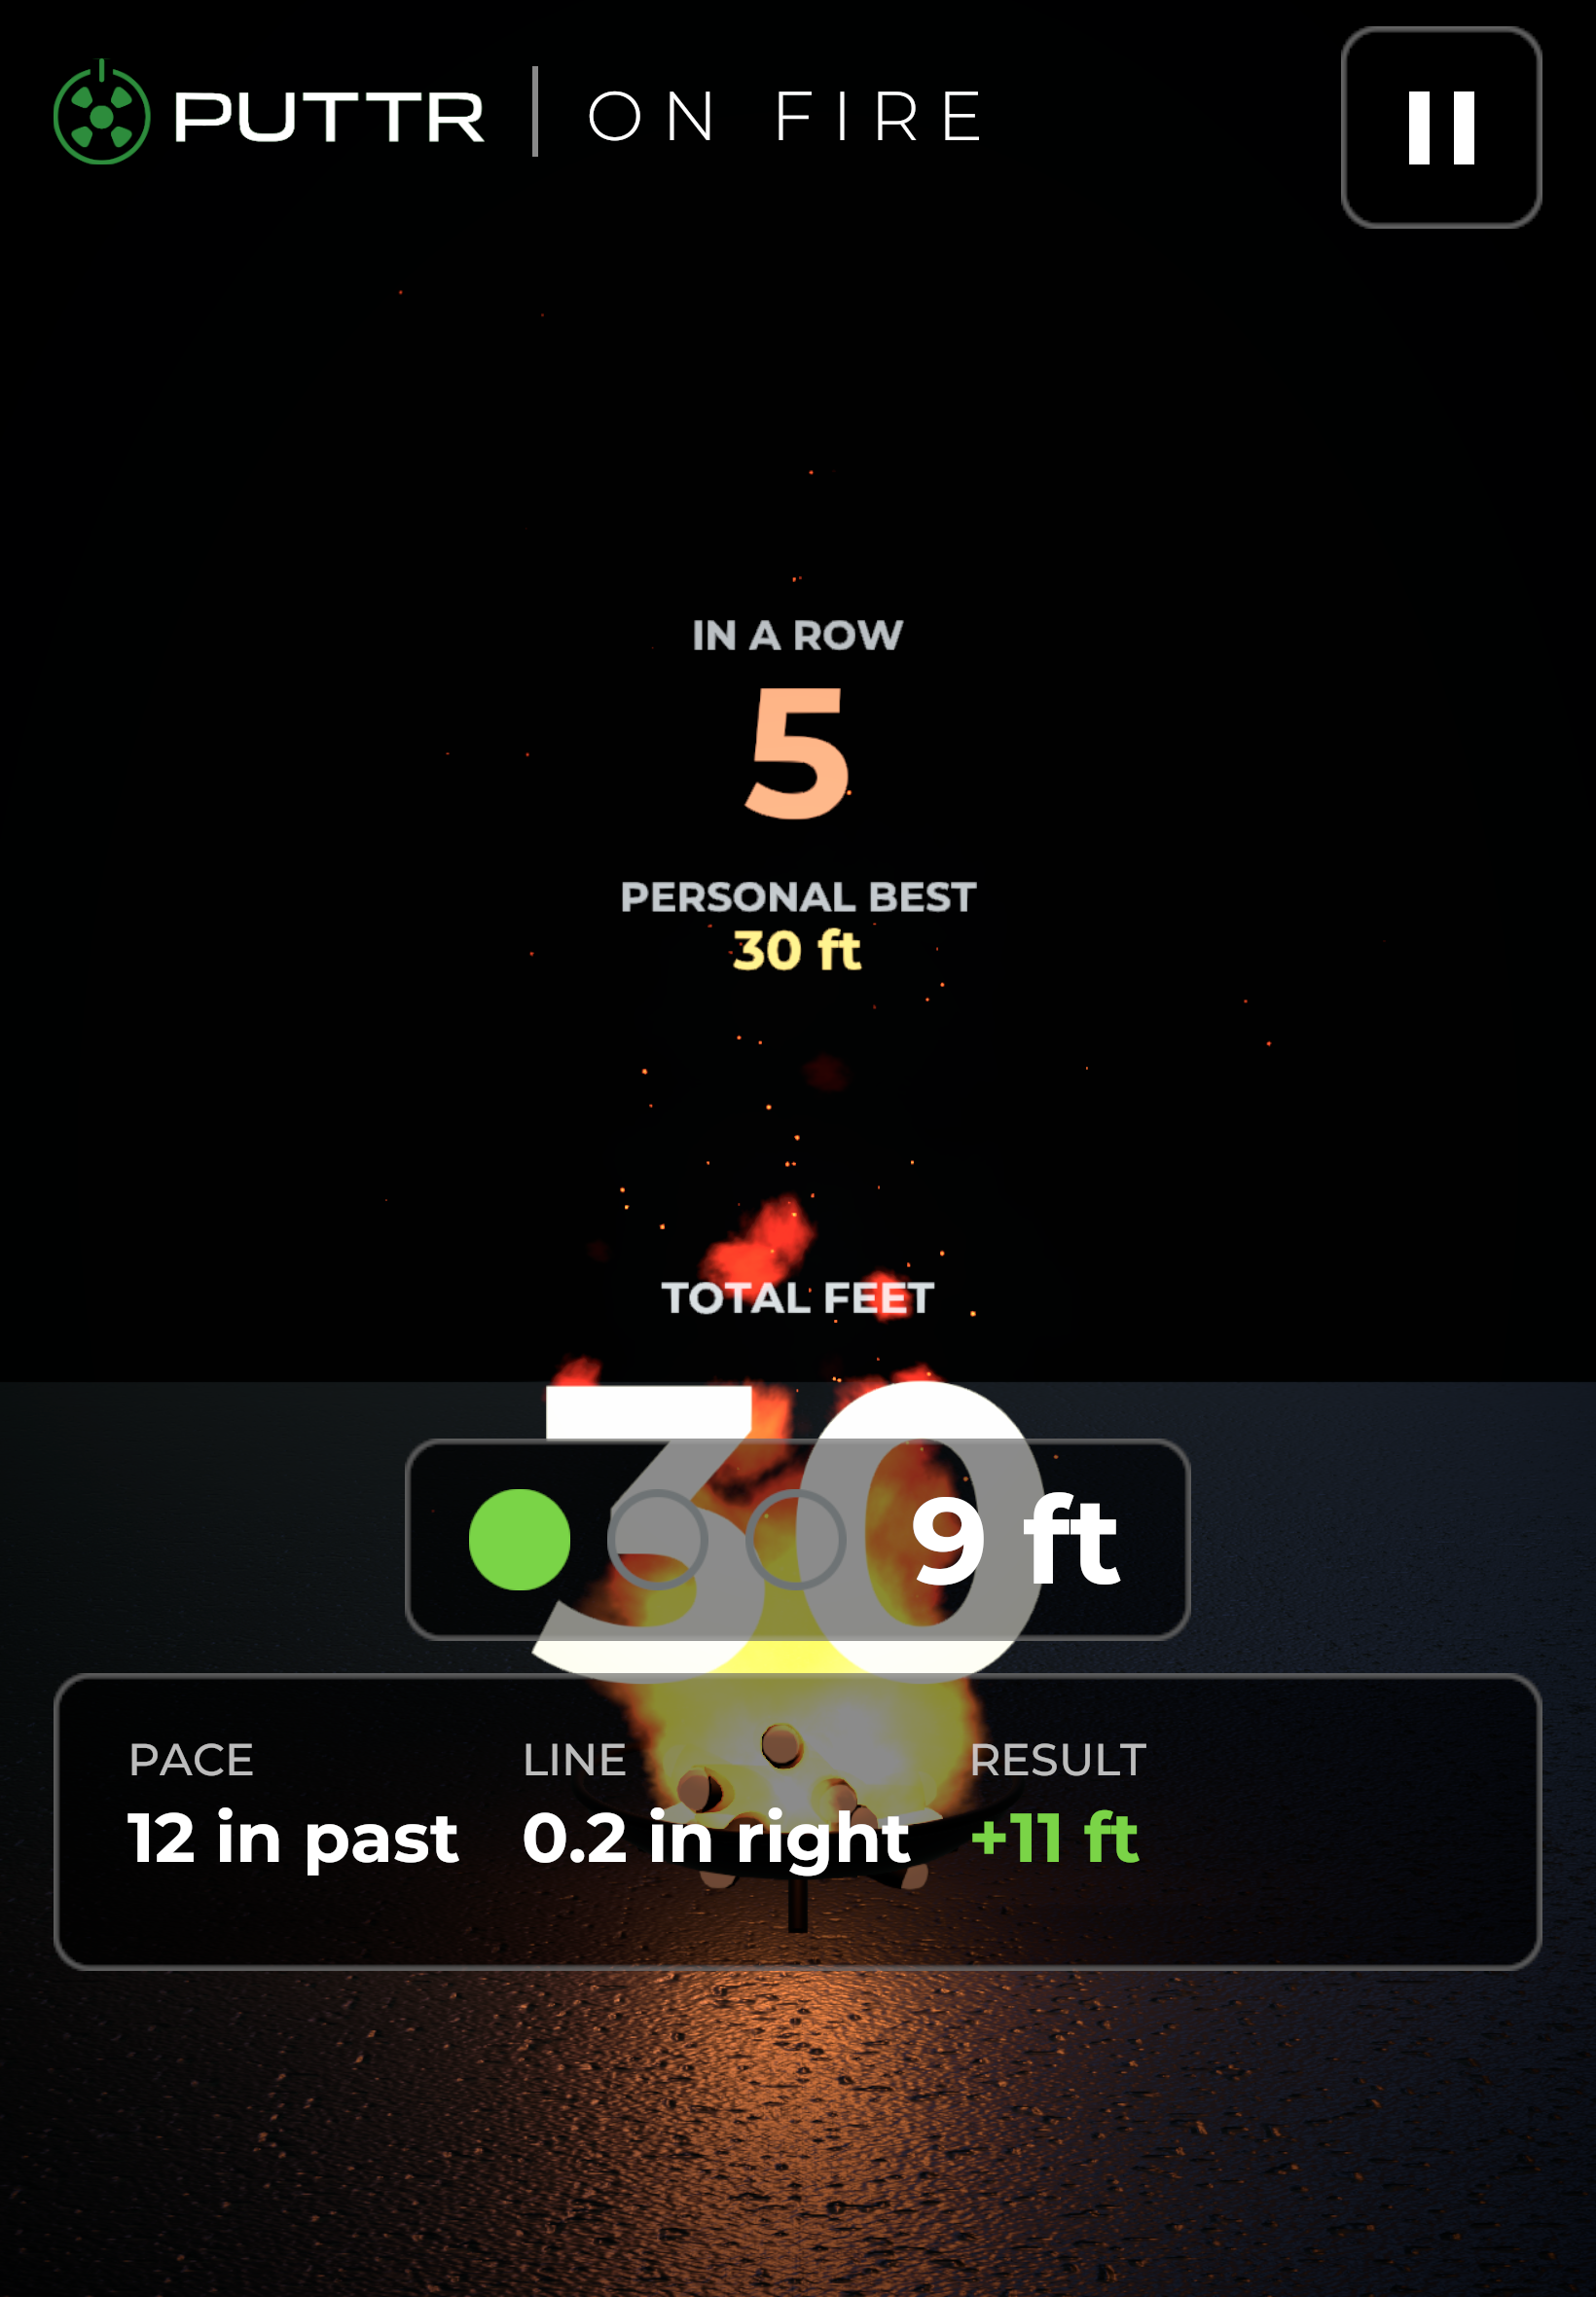 PUTTR | ON FIRE
IN A ROW
5
PERSONAL BEST
30 ft
TOTAL FEET
30
9 ft
PACE LINE RESULT
12 in past 0.2 in right +11 ft